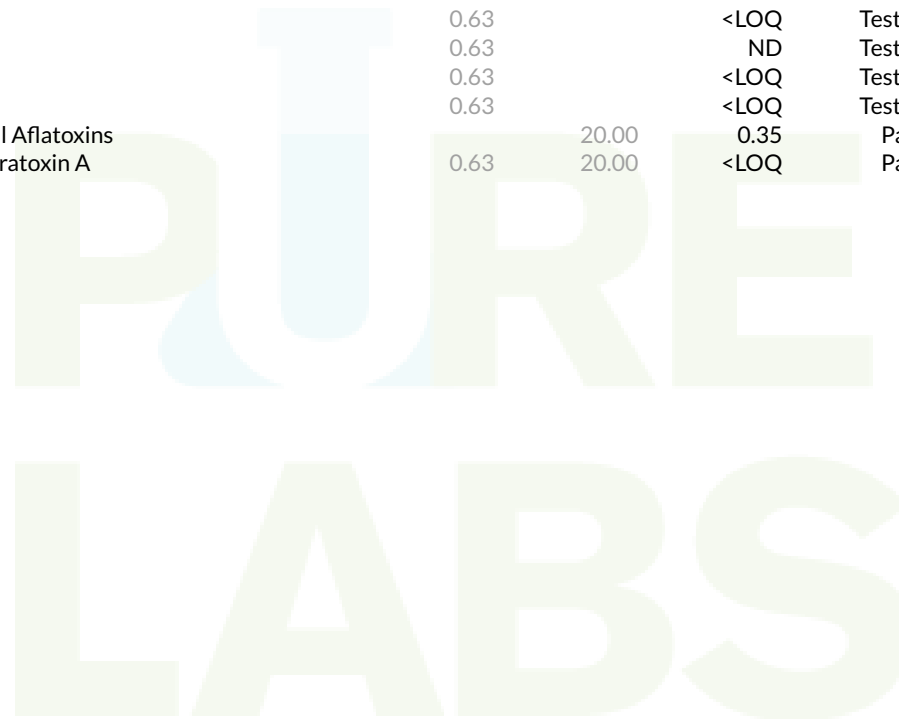 0.63 <LOQ Test
0.63 ND Test
0.63 <LOQ Test
0.63 <LOQ Test
l Aflatoxins 20.00 0.35 Pa
ratoxin A 0.63 20.00 <LOQ Pa
PURE
LABS